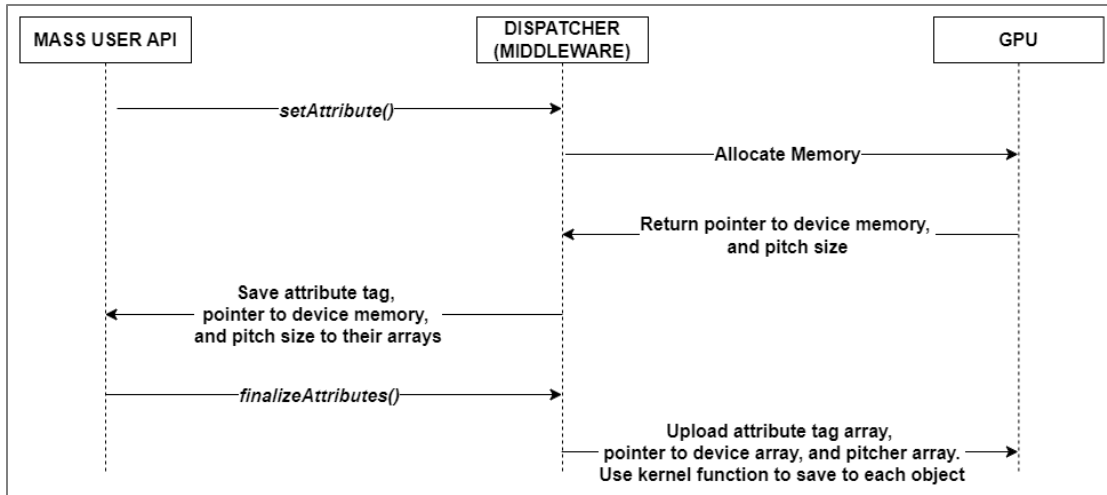 MASS USER API
DISPATCHER
(MIDDLEWARE)
GPU
setAttribute()
Allocate Memory
Return pointer to device memory,
and pitch size
Save attribute tag,
pointer to device memory,
and pitch size to their arrays
finalizeAttributes()
Upload attribute tag array,
pointer to device array, and pitcher array.
Use kernel function to save to each object